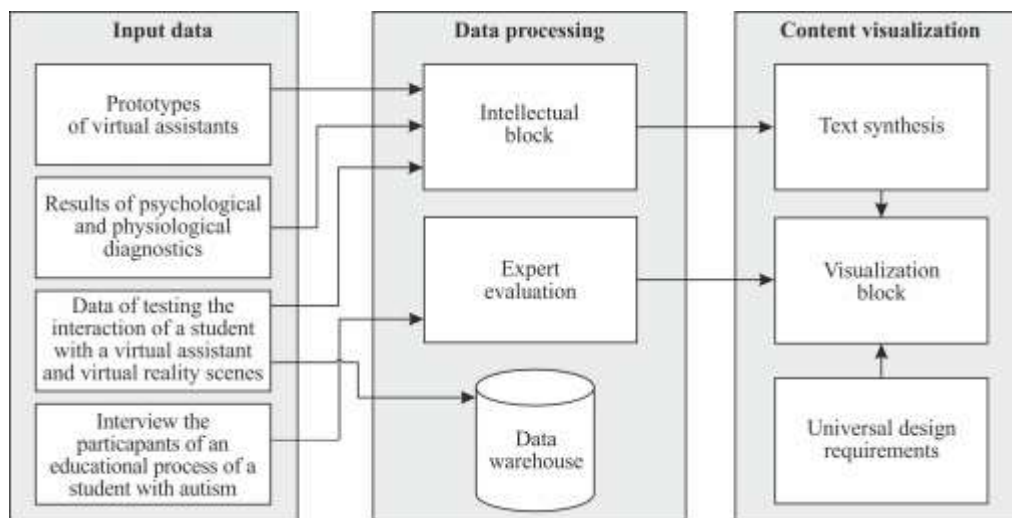 Input data
Prototypes
of virtual assistants
Results of psychological
and physiological
diagnostics
Data of testing the
interaction of a student
with a virtual assistant
and virtual reality scenes
Interview the
particapants of an
educational process of a
student with autism
Data processing
Intellectual
block
Expert
evaluation
Data
warehouse
Content visualization
Text synthesis
Visualization
block
Universal design
requirements